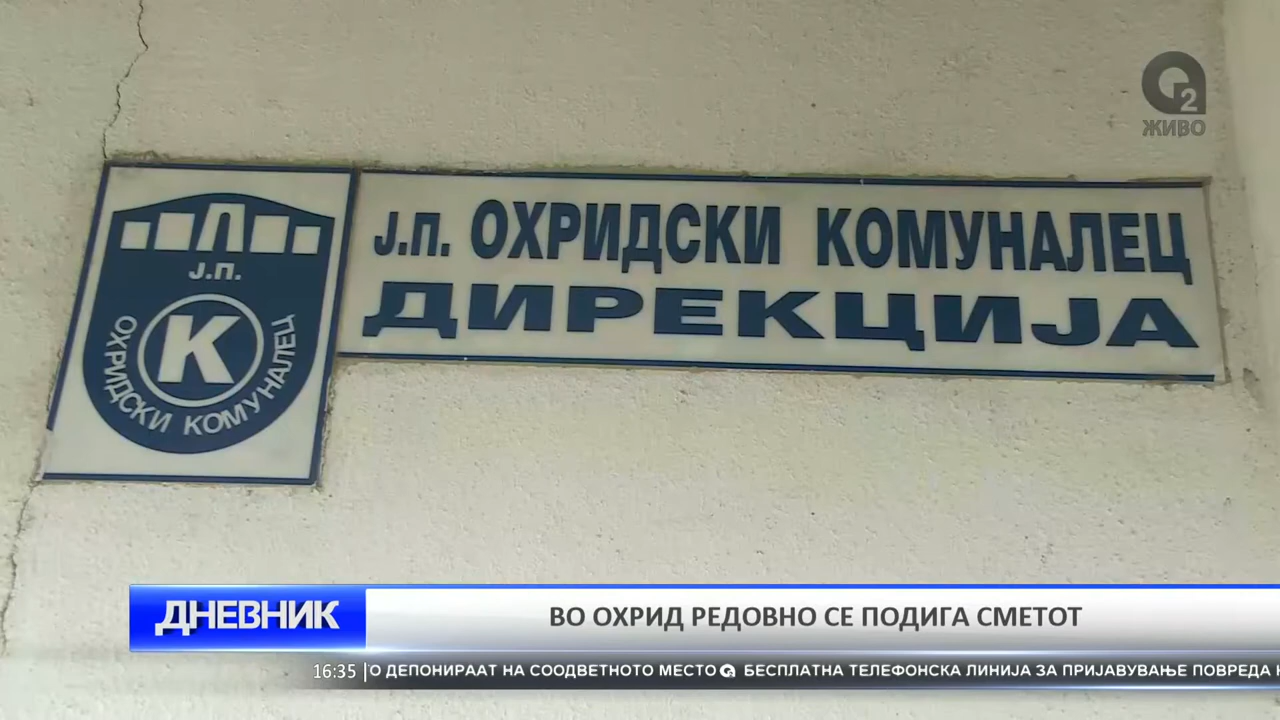 2
ЖИВО
Ј.П. ОХРИДСКИ КОМУНАЛЕЦ
ДИРЕКЦИЈА
Ј.П.
К
ОХРИДСКИ КОМУНАЛЕЦ
ДНЕВНИК
ВО ОХРИД РЕДОВНО СЕ ПОДИГА СМЕТОТ
16:35 О ДЕПОНИРААТ НА СООДВЕТНОТО МЕСТО 2 БЕСПЛАТНА ТЕЛЕФОНСКА ЛИНИЈА ЗА ПРИЈАВУВАЊЕ ПОВРЕДА